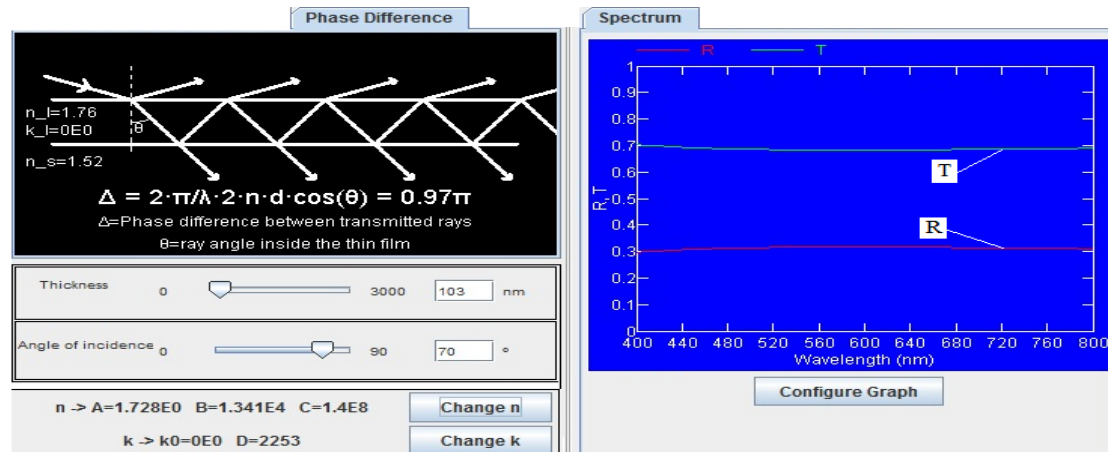 Phase Difference
n_l=1.76
k_l=0E0
θ
n_s=1.52
Δ = 2·π/λ·2·n·d·cos(θ) = 0.97π
Δ=Phase difference between transmitted rays
θ=ray angle inside the thin film
Thickness 0 3000 103 nm
Angle of incidence 0 90 70 °
n -> A=1.728E0 B=1.341E4 C=1.4E8 Change n
k -> k0=0E0 D=2253 Change k
Spectrum
R T
1
0.9
0.8
0.7
0.6
0.5
0.4
0.3
0.2
0.1
0
R,T
T
R
400 440 480 520 560 600 640 680 720 760 800
Wavelength (nm)
Configure Graph